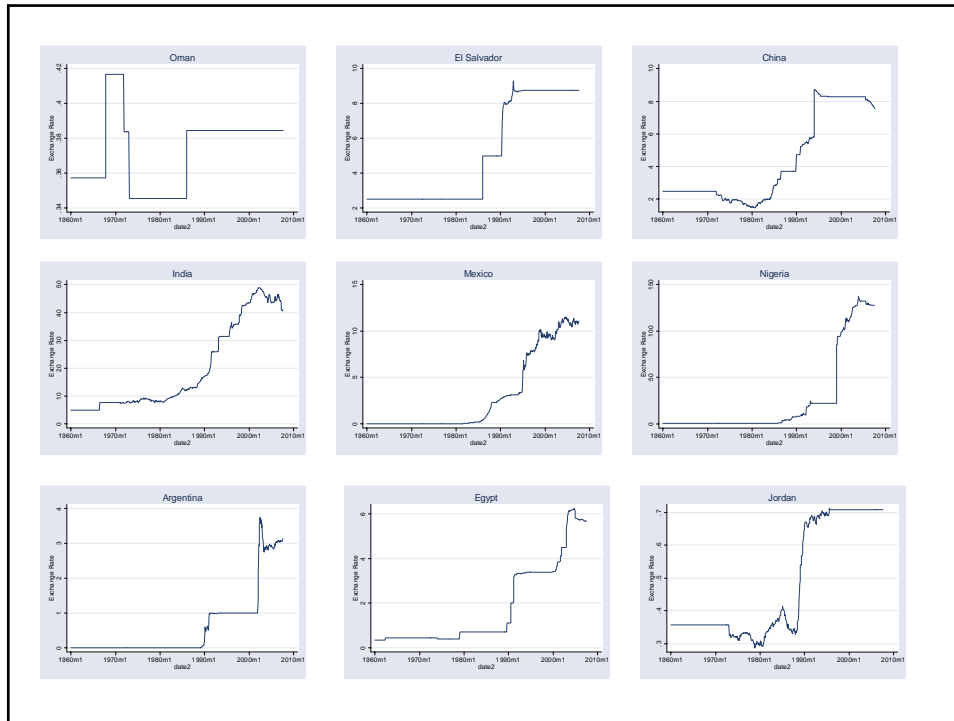 Oman
Exchange Rate
.34 .36 .38 .4 .42
1960m1 1970m1 1980m1 1990m1 2000m1 2010m1
date2
El Salvador
Exchange Rate
2 4 6 8 10
1960m1 1970m1 1980m1 1990m1 2000m1 2010m1
date2
China
Exchange Rate
2 4 6 8 10
1960m1 1970m1 1980m1 1990m1 2000m1 2010m1
date2
India
Exchange Rate
0 10 20 30 40 50
1960m1 1970m1 1980m1 1990m1 2000m1 2010m1
date2
Mexico
Exchange Rate
0 5 10 15
1960m1 1970m1 1980m1 1990m1 2000m1 2010m1
date2
Nigeria
Exchange Rate
0 50 100 150
1960m1 1970m1 1980m1 1990m1 2000m1 2010m1
date2
Argentina
Exchange Rate
0 1 2 3 4
1960m1 1970m1 1980m1 1990m1 2000m1 2010m1
date2
Egypt
Exchange Rate
0 2 4 6
1960m1 1970m1 1980m1 1990m1 2000m1 2010m1
date2
Jordan
Exchange Rate
.3 .4 .5 .6 .7
1960m1 1970m1 1980m1 1990m1 2000m1 2010m1
date2